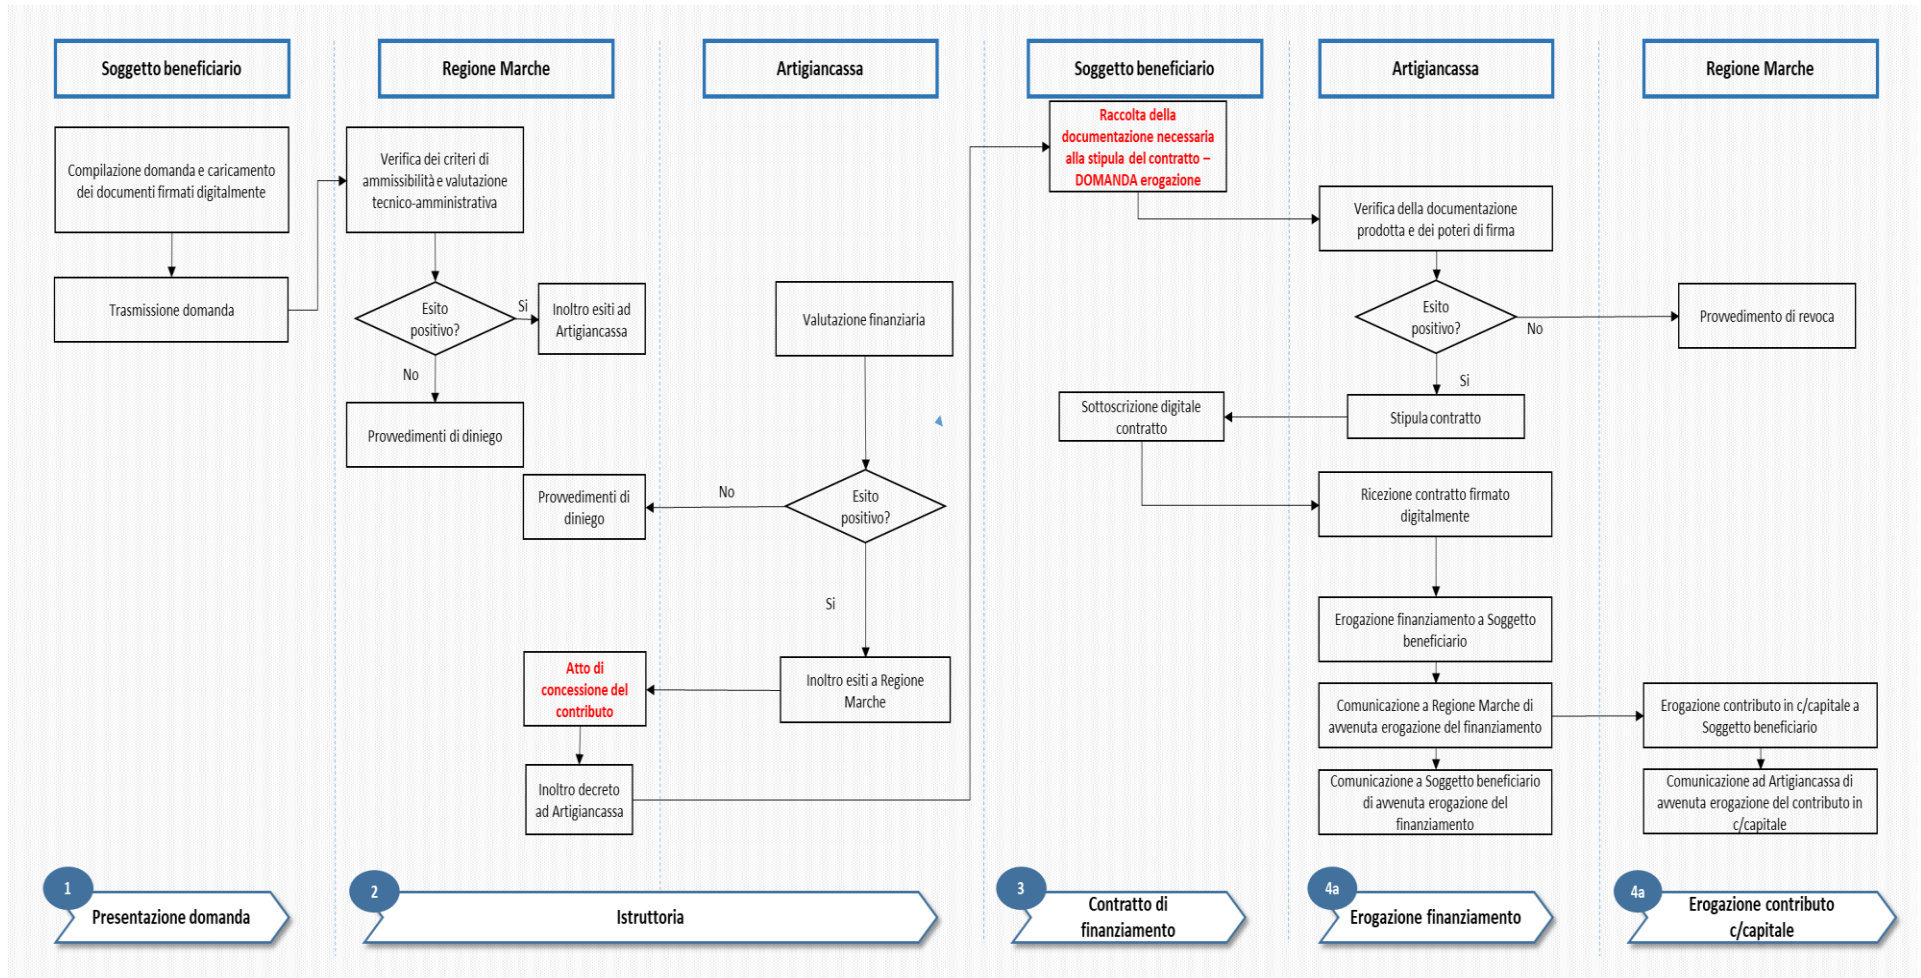 Soggetto beneficiario
Regione Marche
Artigiancassa
Soggetto beneficiario
Artigiancassa
Regione Marche
Compilazione domanda e caricamento
dei documenti firmati digitalmente
Trasmissione domanda
Verifica dei criteri di
ammissibilità e valutazione
tecnico-amministrativa
Esito
positivo?
Si
Inoltro esiti ad
Artigiancassa
No
Provvedimenti di diniego
Valutazione finanziaria
Esito
positivo?
No
Provvedimenti di
diniego
Si
Inoltro esiti a Regione
Marche
Atto di
concessione del
contributo
Inoltro decreto
ad Artigiancassa
Raccolta della
documentazione necessaria
alla stipula del contratto –
DOMANDA erogazione
Verifica della documentazione
prodotta e dei poteri di firma
Esito
positivo?
No
Provvedimento di revoca
Si
Stipula contratto
Sottoscrizione digitale
contratto
Ricezione contratto firmato
digitalmente
Erogazione finanziamento a Soggetto
beneficiario
Comunicazione a Regione Marche di
avvenuta erogazione del finanziamento
Erogazione contributo in c/capitale a
Soggetto beneficiario
Comunicazione a Soggetto beneficiario
di avvenuta erogazione del
finanziamento
Comunicazione ad Artigiancassa di
avvenuta erogazione del contributo in
c/capitale
1
Presentazione domanda
2
Istruttoria
3
Contratto di
finanziamento
4a
Erogazione finanziamento
4a
Erogazione contributo
c/capitale